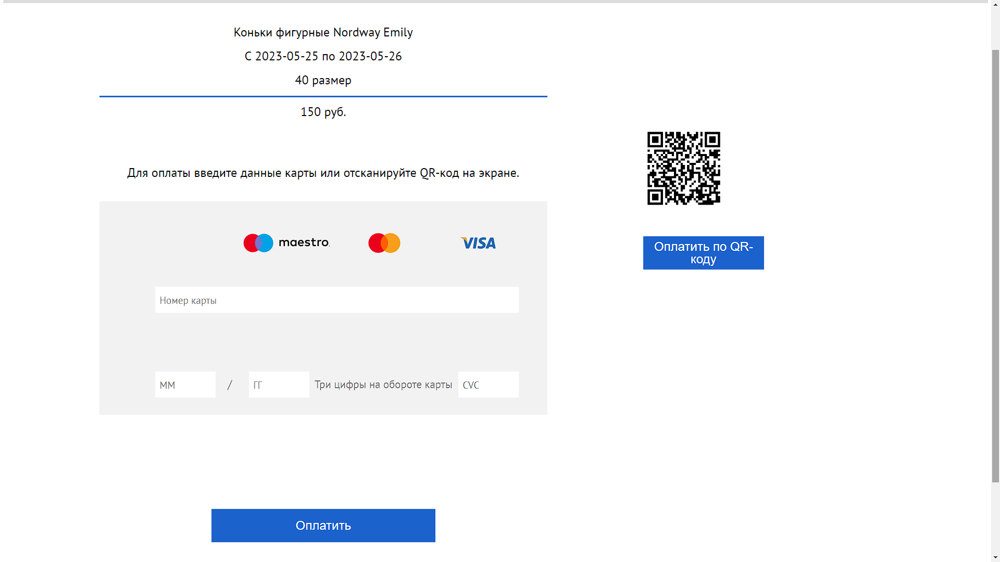 Коньки фигурные Nordway Emily
С 2023-05-25 по 2023-05-26
40 размер
150 руб.
Для оплаты введите данные карты или отсканируйте QR-код на экране.
maestro.
VISA
Номер карты
ММ / ГГ Три цифры на обороте карты CVC
Оплатить
Оплатить по QR-
коду